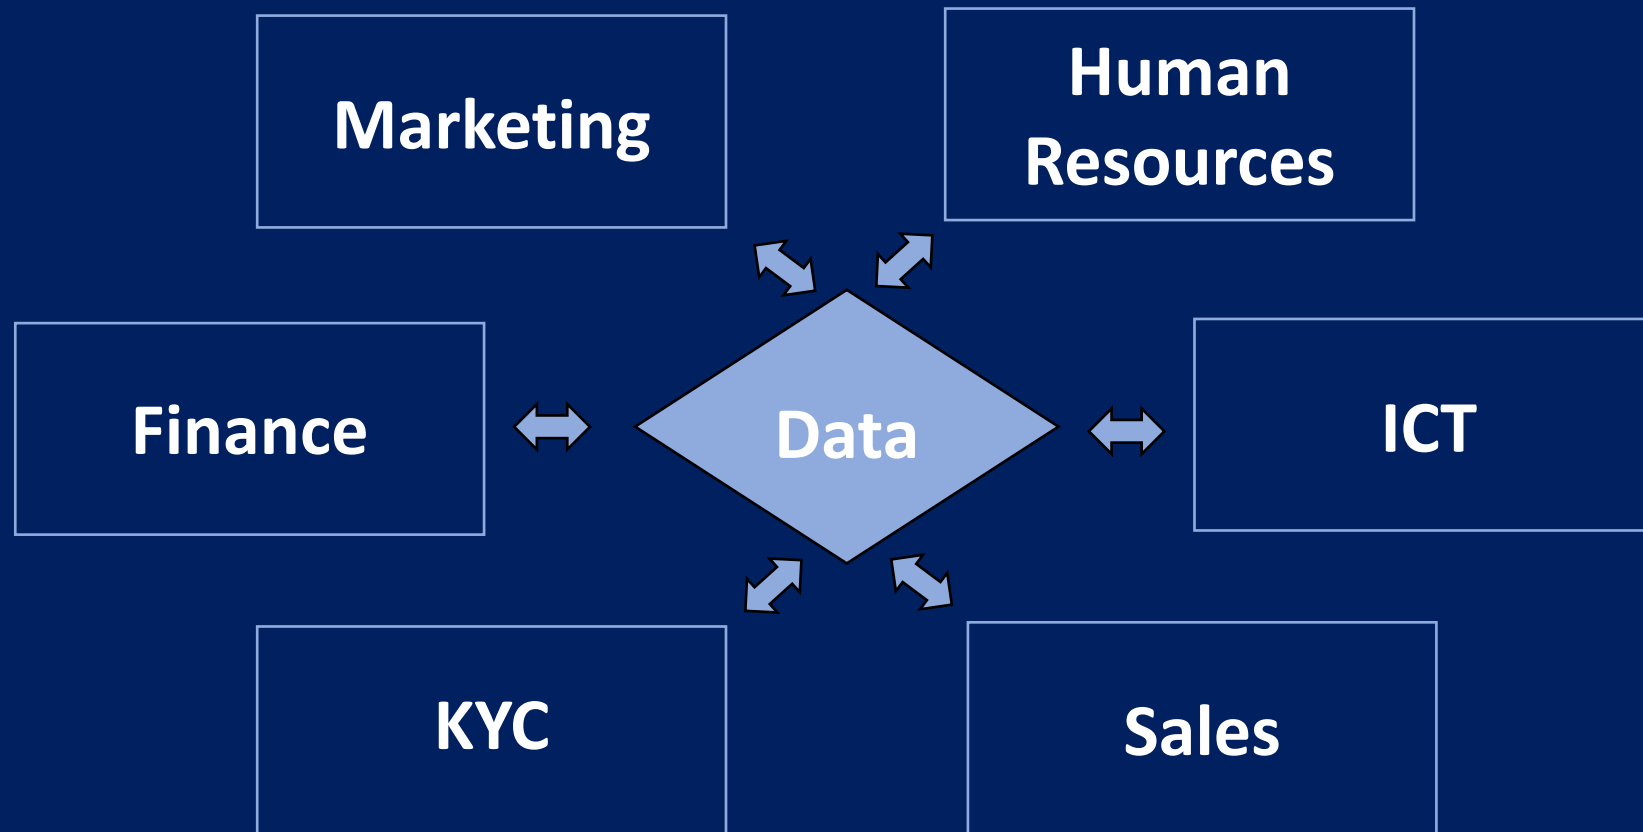 Marketing
Human
Resources
Finance
Data
ICT
KYC
Sales